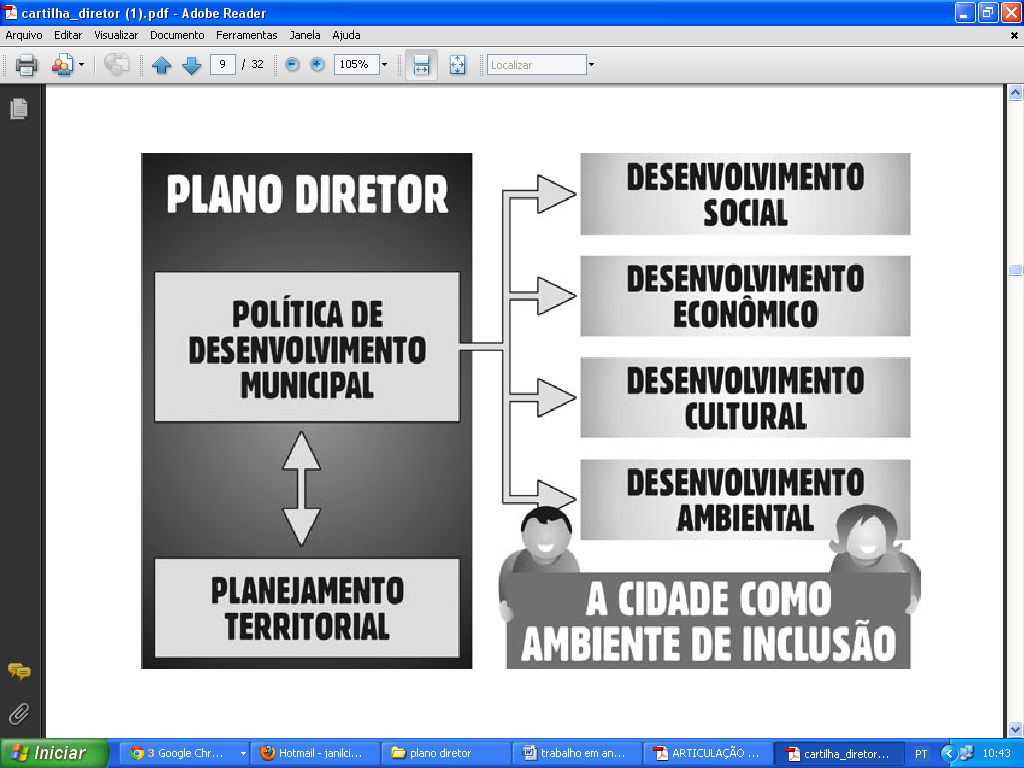 cartilha_diretor (1).pdf - Adobe Reader
Arquivo Editar Visualizar Documento Ferramentas Janela Ajuda
9 / 32 105% Localizar
PLANO DIRETOR
POLÍTICA DE
DESENVOLVIMENTO
MUNICIPAL
PLANEJAMENTO
TERRITORIAL
DESENVOLVIMENTO
SOCIAL
DESENVOLVIMENTO
ECONÔMICO
DESENVOLVIMENTO
CULTURAL
DESENVOLVIMENTO
AMBIENTAL
A CIDADE COMO
AMBIENTE DE INCLUSÃO
Iniciar 3 Google Chr... Hotmail - janilci... plano diretor trabalho em an... ARTICULAÇÃO ... cartilha_diretor... PT 10:43